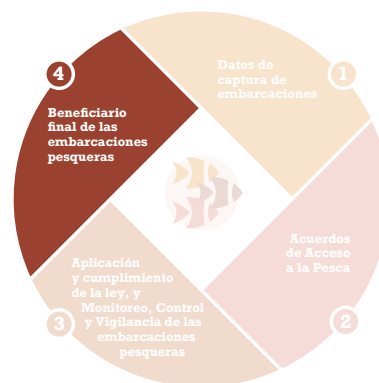 1
Datos de
captura de
embarcaciones
2
Acuerdos
de Acceso
a la Pesca
3
Aplicación
y cumplimiento
de la ley, y
Monitoreo, Control
y Vigilancia de las
embarcaciones
pesqueras
4
Beneficiario
final de las
embarcaciones
pesqueras